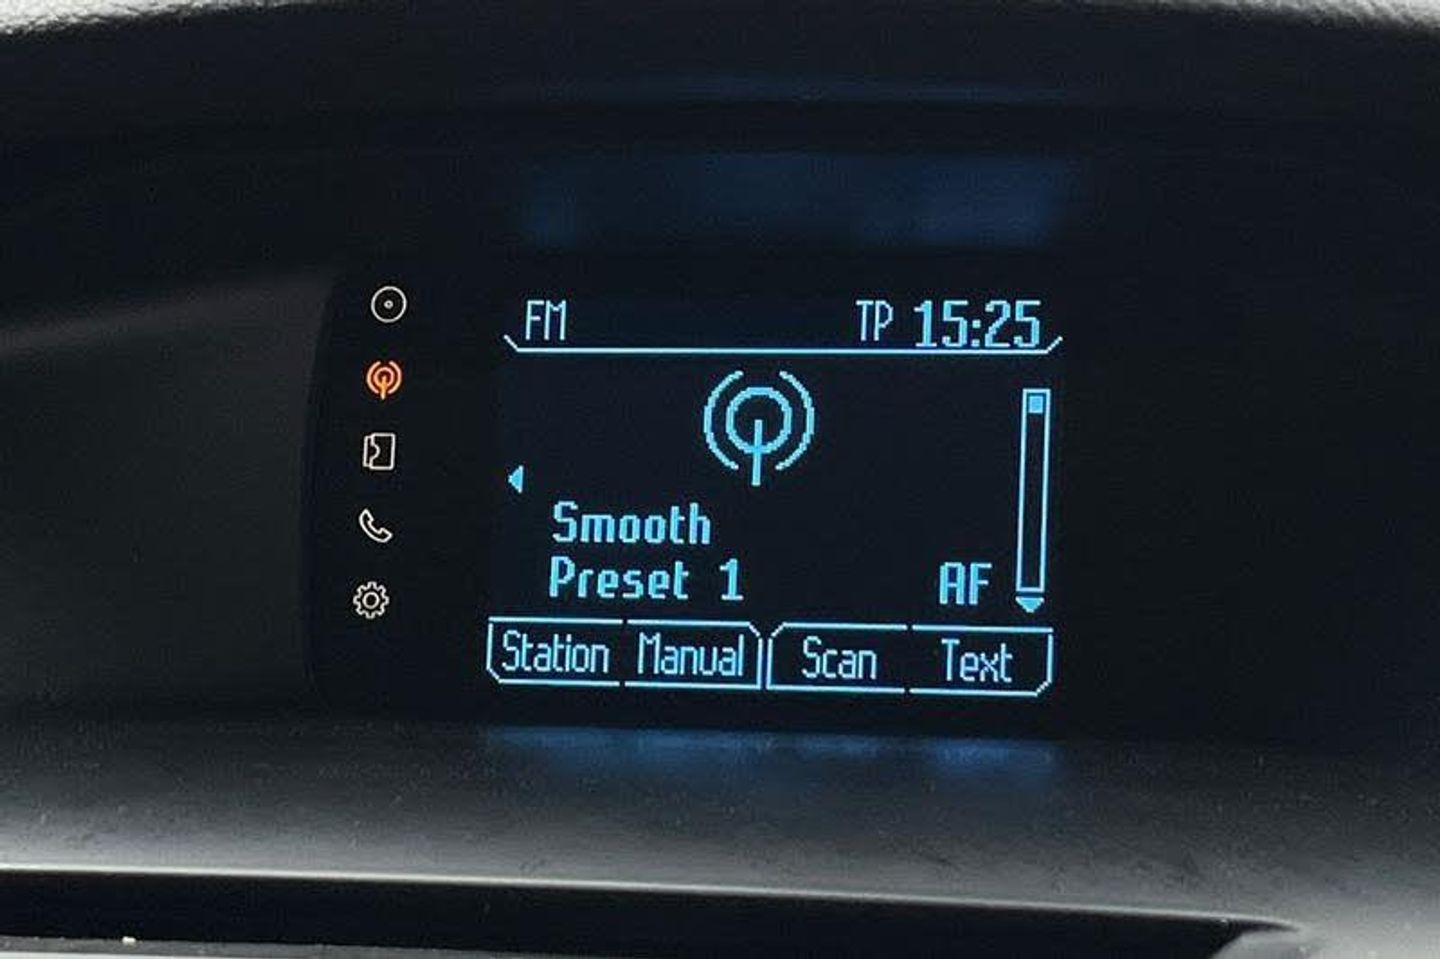 FM TP 15:25
Smooth
Preset 1 AF
Station Manual Scan Text